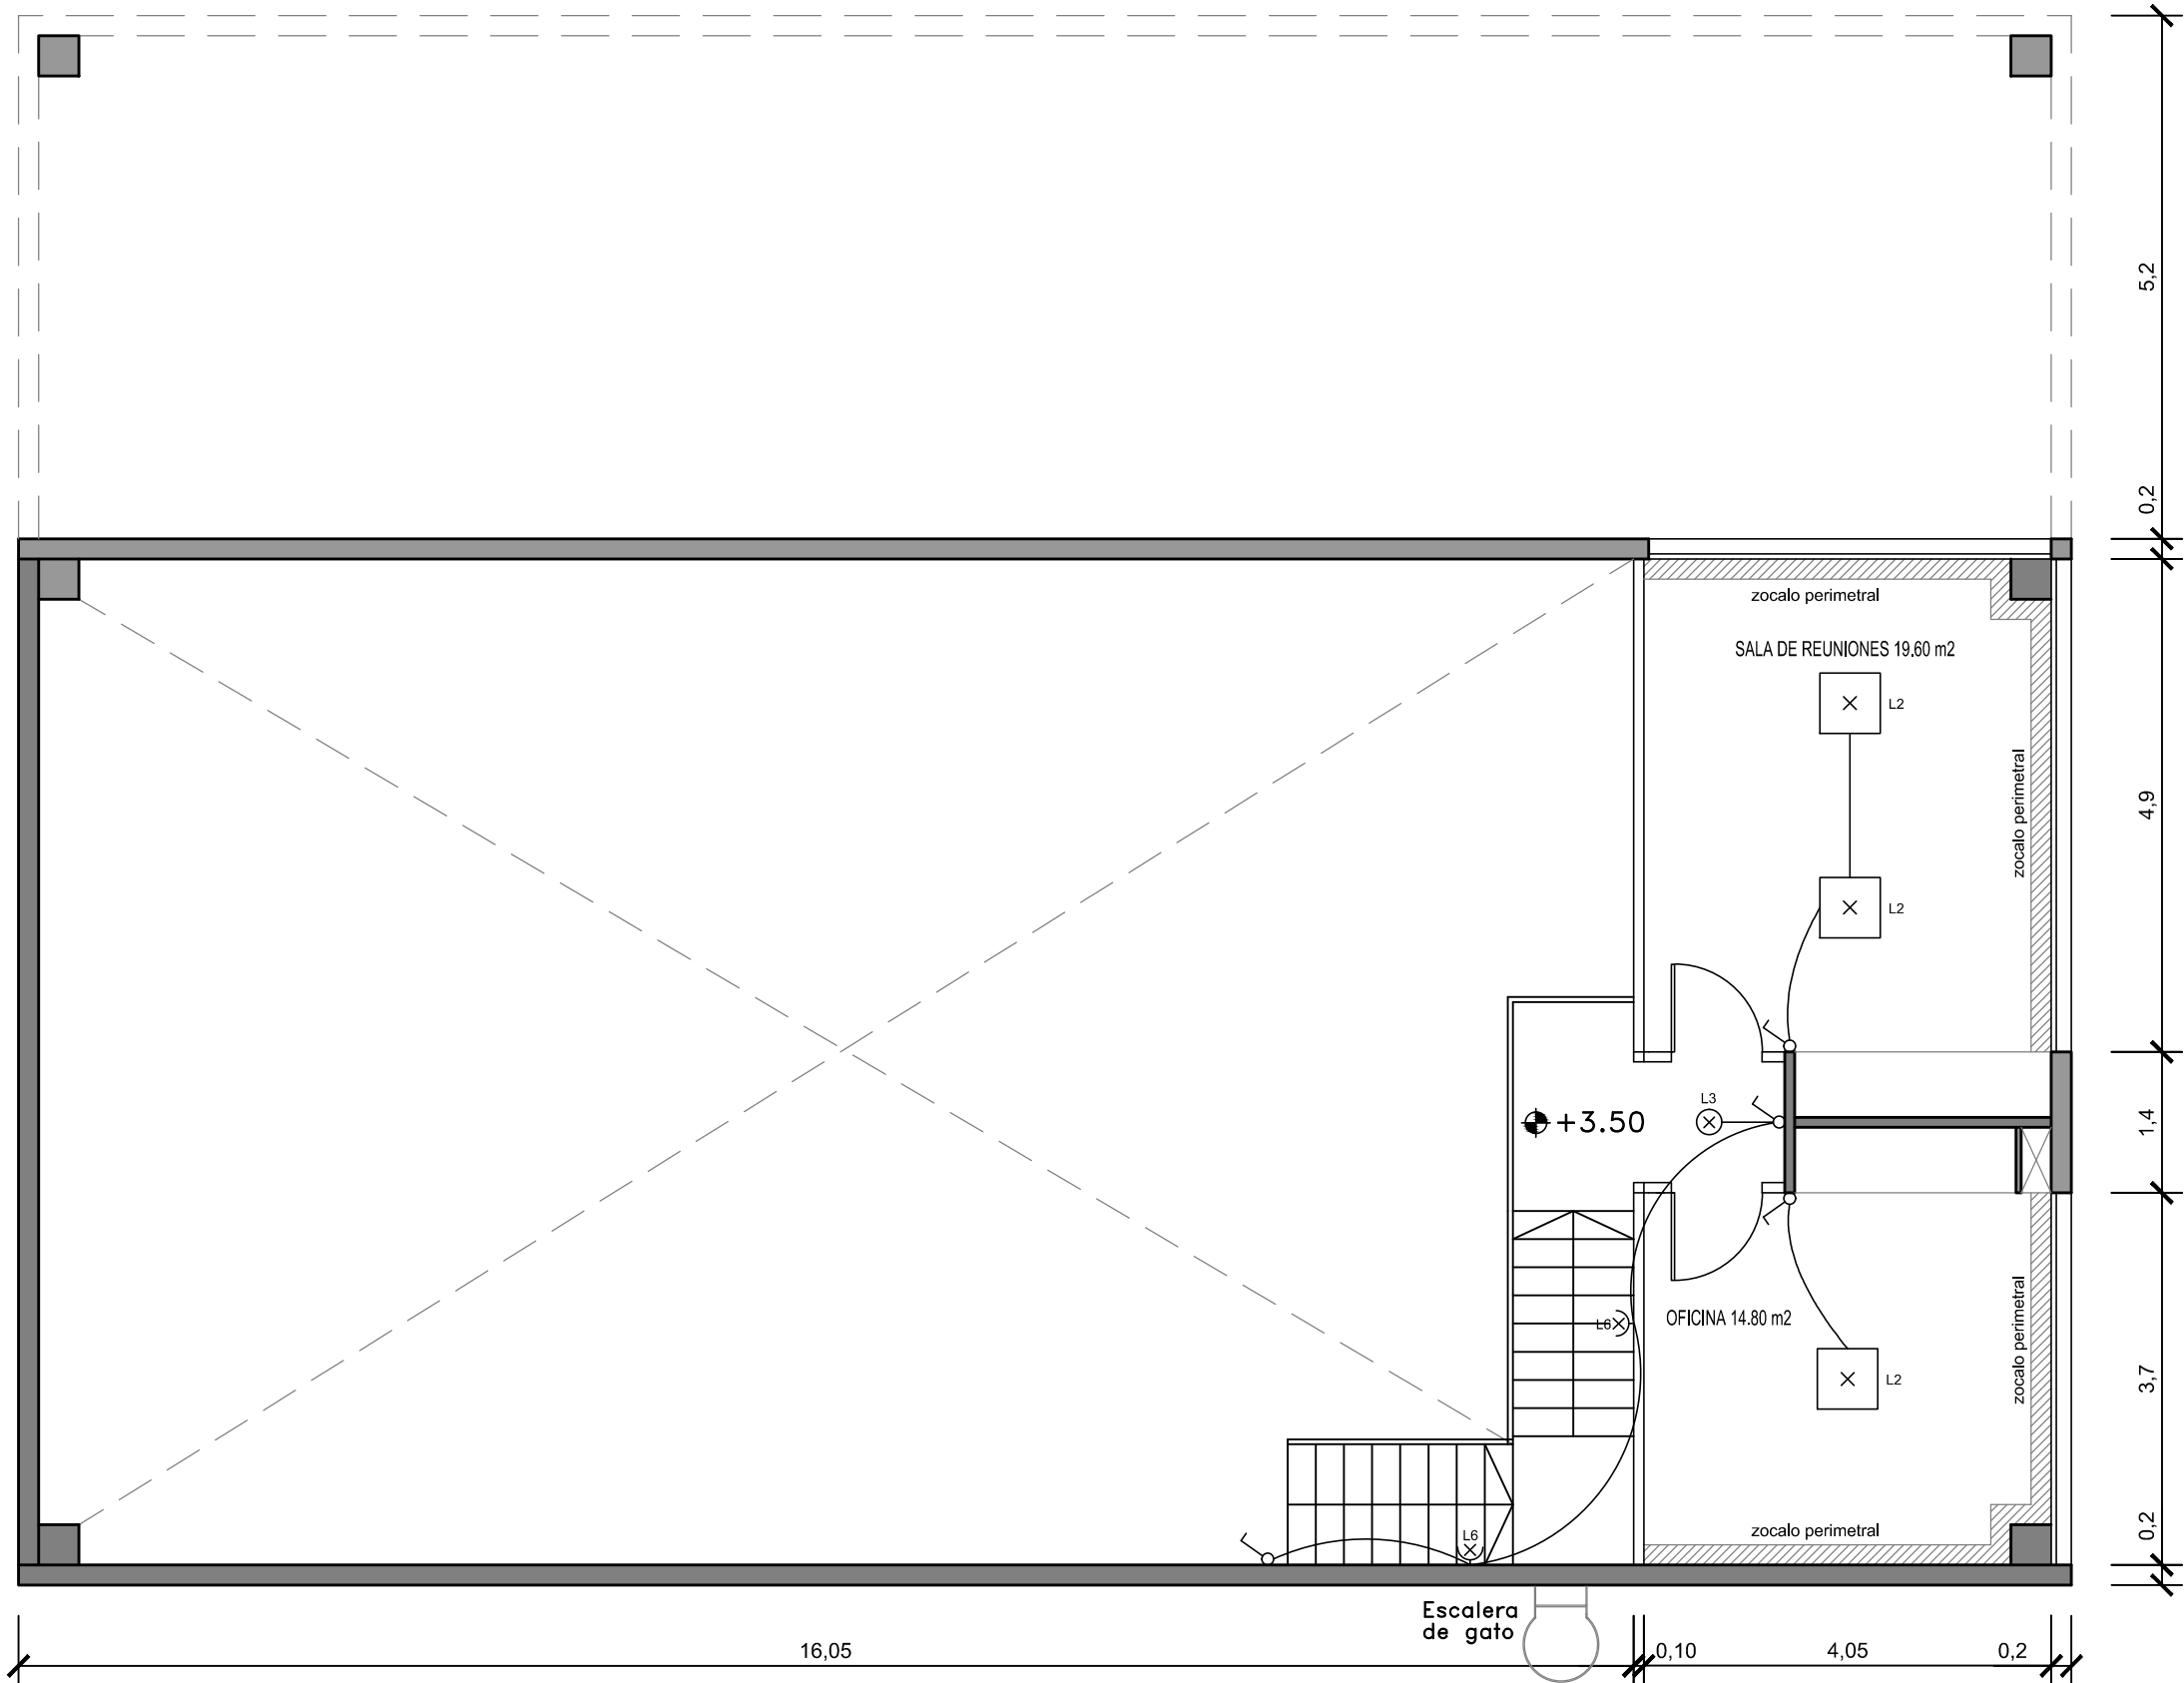 5,2
0,2
zocalo perimetral
SALA DE REUNIONES 19.60 m2
L2
zocalo perimetral
4,9
L2
L3
+3.50
1,4
L6
OFICINA 14.80 m2
zocalo perimetral
L2
3,7
L6
zocalo perimetral
0,2
Escalera
de gato
16,05
0,10
4,05
0,2